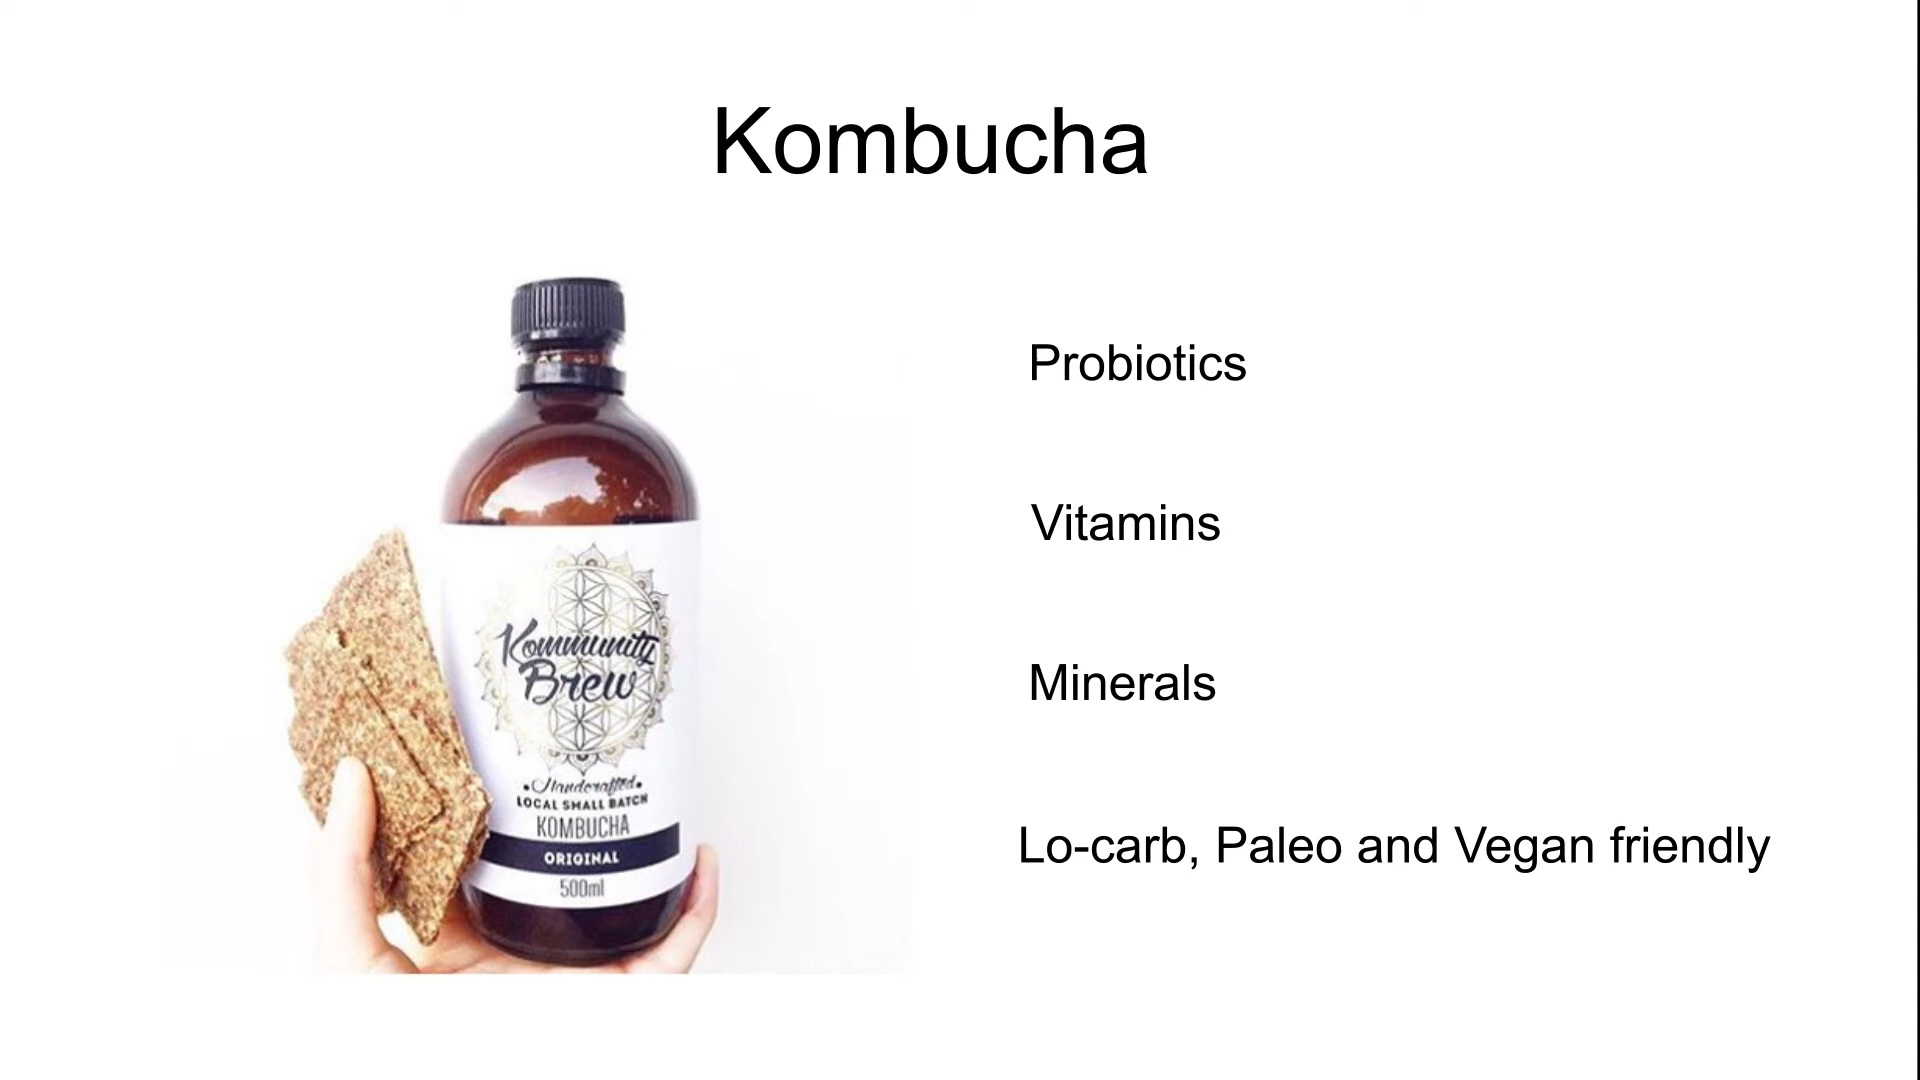 Kombucha
Kommunity
Brew
Handcrafted
LOCAL SMALL BATCH
KOMBUCHA
ORIGINAL
500ml
Probiotics
Vitamins
Minerals
Lo-carb, Paleo and Vegan friendly